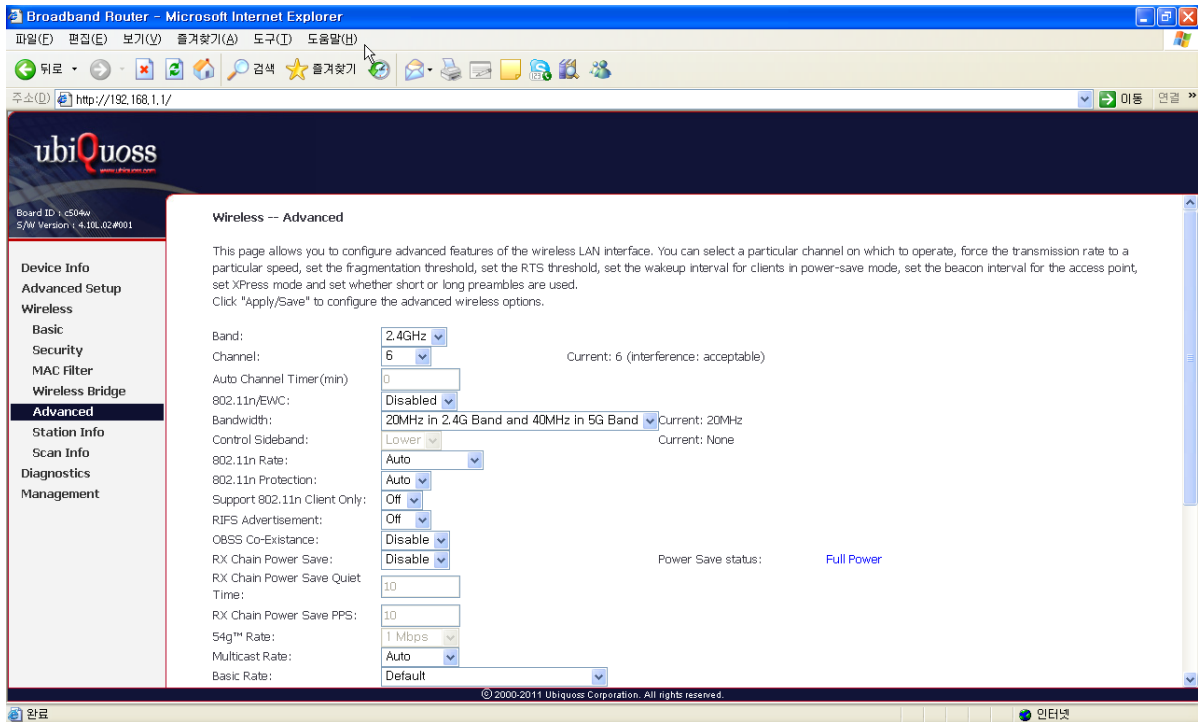 Broadband Router - Microsoft Internet Explorer
파일(F) 편집(E) 보기(V) 즐겨찾기(A) 도구(T) 도움말(H)
뒤로 검색 즐겨찾기
주소(D) http://192,168,1,1/ 이동 연결 »
ubiQuoss
Board ID : c504w
S/W Version : 4.10L.02#001
Device Info
Advanced Setup
Wireless
Basic
Security
MAC Filter
Wireless Bridge
Advanced
Station Info
Scan Info
Diagnostics
Management
Wireless -- Advanced
This page allows you to configure advanced features of the wireless LAN interface. You can select a particular channel on which to operate, force the transmission rate to a
particular speed, set the fragmentation threshold, set the RTS threshold, set the wakeup interval for clients in power-save mode, set the beacon interval for the access point,
set XPress mode and set whether short or long preambles are used.
Click "Apply/Save" to configure the advanced wireless options.
Band: 2.4GHz
Channel: 6 Current: 6 (interference: acceptable)
Auto Channel Timer(min) 0
802.11n/EWC: Disabled
Bandwidth: 20MHz in 2.4G Band and 40MHz in 5G Band Current: 20MHz
Control Sideband: Lower Current: None
802.11n Rate: Auto
802.11n Protection: Auto
Support 802.11n Client Only: Off
RIFS Advertisement: Off
OBSS Co-Existance: Disable
RX Chain Power Save: Disable Power Save status: Full Power
RX Chain Power Save Quiet
Time: 10
RX Chain Power Save PPS: 10
54g™ Rate: 1 Mbps
Multicast Rate: Auto
Basic Rate: Default
© 2000-2011 Ubiquoss Corporation. All rights reserved.
완료 인터넷